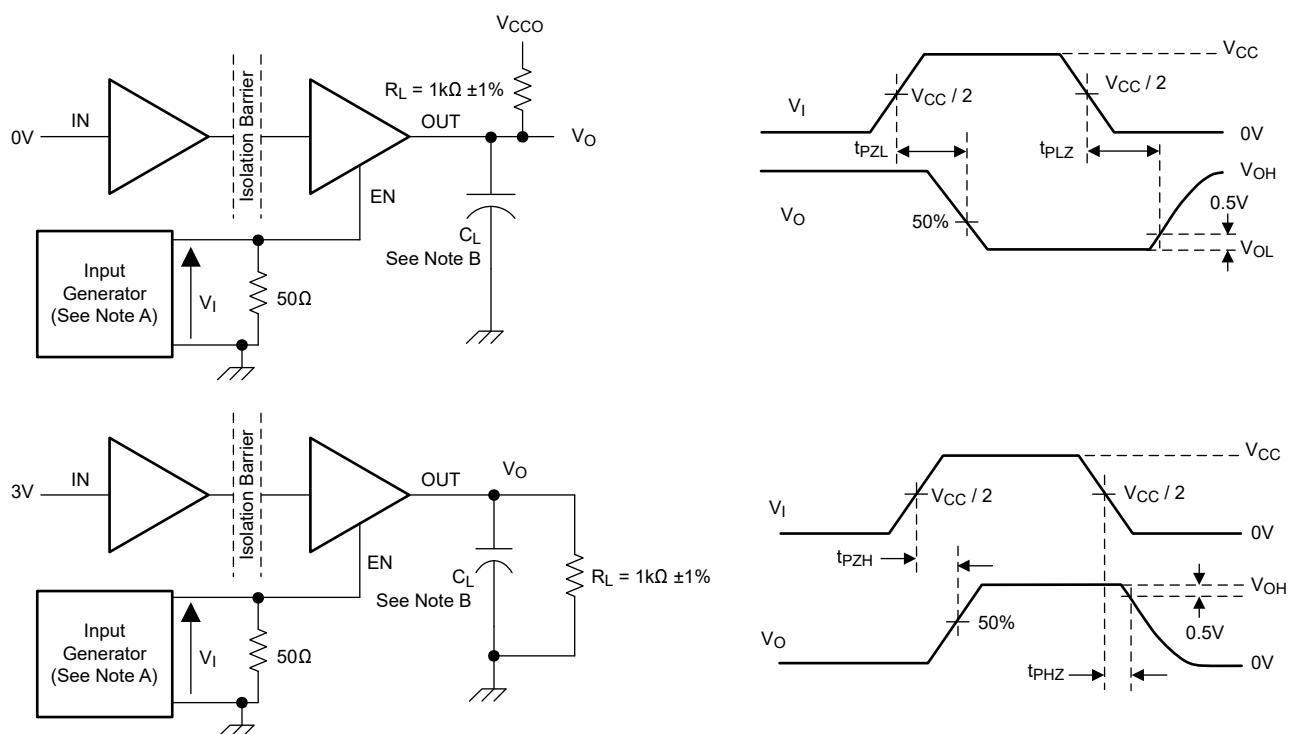 VCCO
RL = 1kΩ ±1%
0V
IN
Isolation Barrier
OUT
VO
EN
CL
See Note B
Input
Generator
(See Note A)
VI
50Ω
VCC
VCC / 2
VCC / 2
VI
0V
tPZL
tPLZ
VOH
0.5V
VO
50%
VOL
3V
IN
Isolation Barrier
OUT
VO
EN
CL
See Note B
RL = 1kΩ ±1%
Input
Generator
(See Note A)
VI
50Ω
VCC
VCC / 2
VCC / 2
VI
0V
tPZH
VOH
0.5V
50%
VO
0V
tPHZ